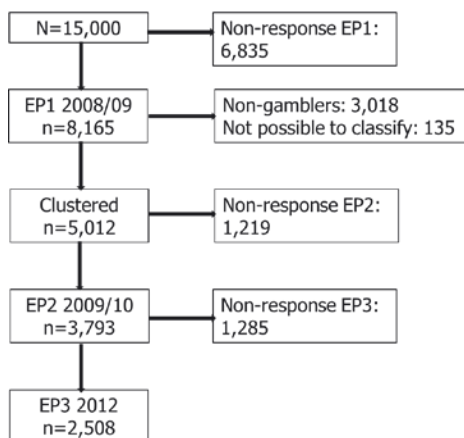 N=15,000
Non-response EP1:
6,835
EP1 2008/09
n=8,165
Non-gamblers: 3,018
Not possible to classify: 135
Clustered
n=5,012
Non-response EP2:
1,219
EP2 2009/10
n=3,793
Non-response EP3:
1,285
EP3 2012
n=2,508